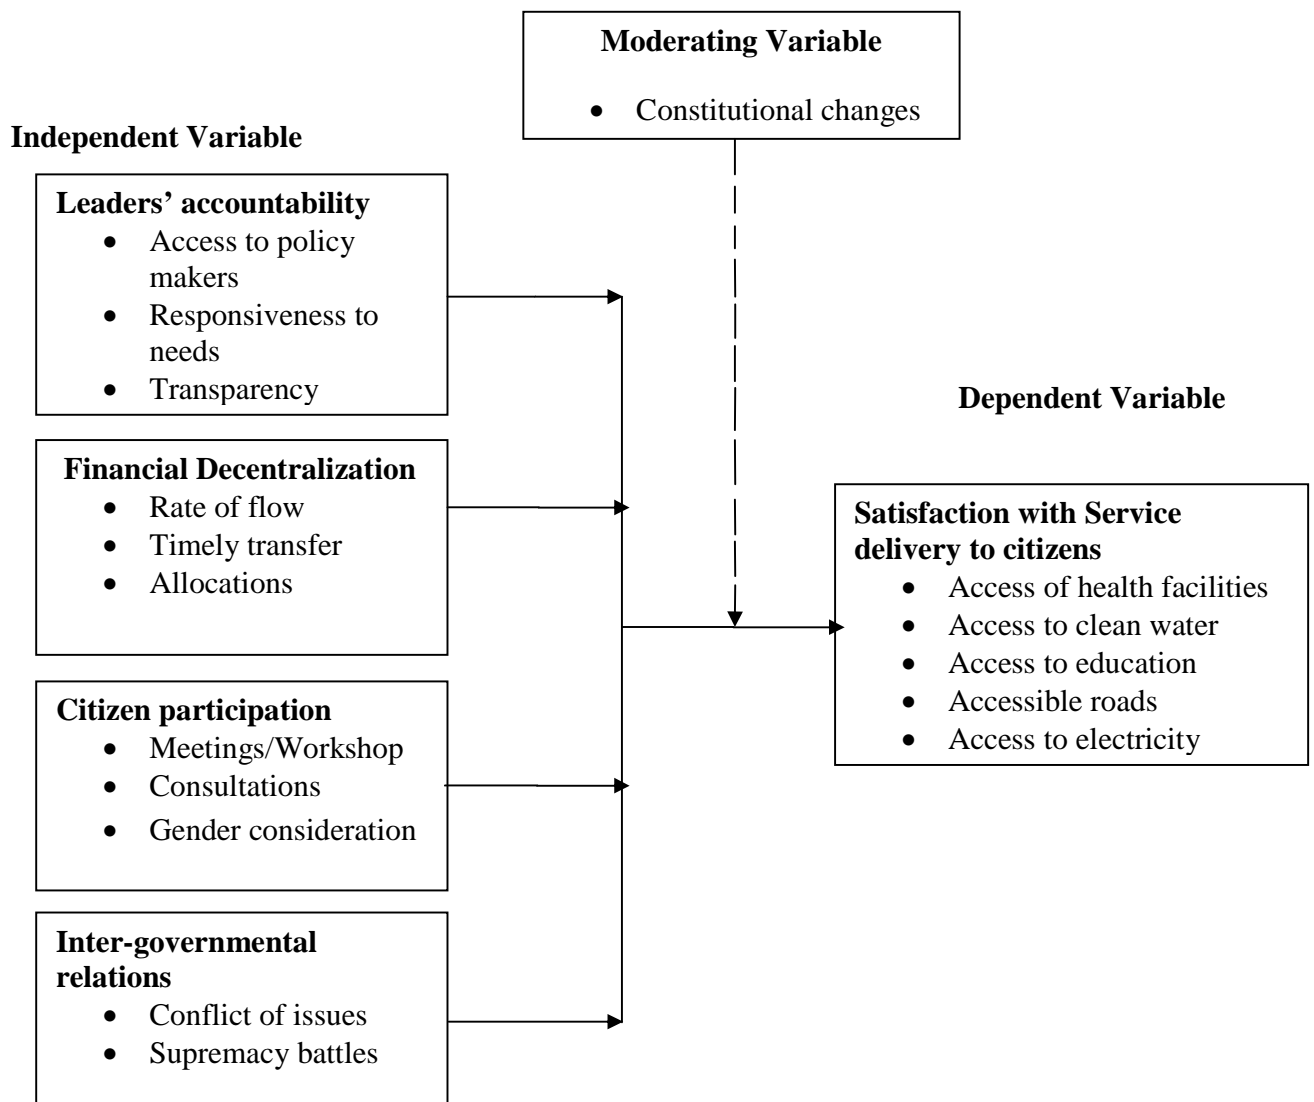 Moderating Variable
• Constitutional changes
Independent Variable
Leaders’ accountability
• Access to policy
makers
• Responsiveness to
needs
• Transparency
Financial Decentralization
• Rate of flow
• Timely transfer
• Allocations
Citizen participation
• Meetings/Workshop
• Consultations
• Gender consideration
Inter-governmental
relations
• Conflict of issues
• Supremacy battles
Dependent Variable
Satisfaction with Service
delivery to citizens
• Access of health facilities
• Access to clean water
• Access to education
• Accessible roads
• Access to electricity